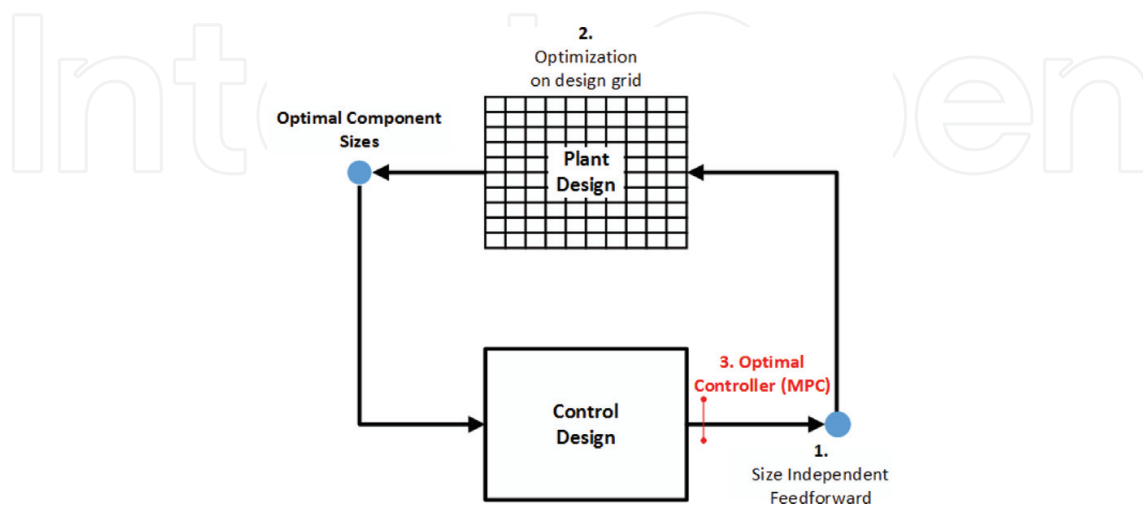 2.
Optimization
on design grid
Optimal Component
Sizes
Plant
Design
3. Optimal
Controller (MPC)
Control
Design
1.
Size Independent
Feedforward